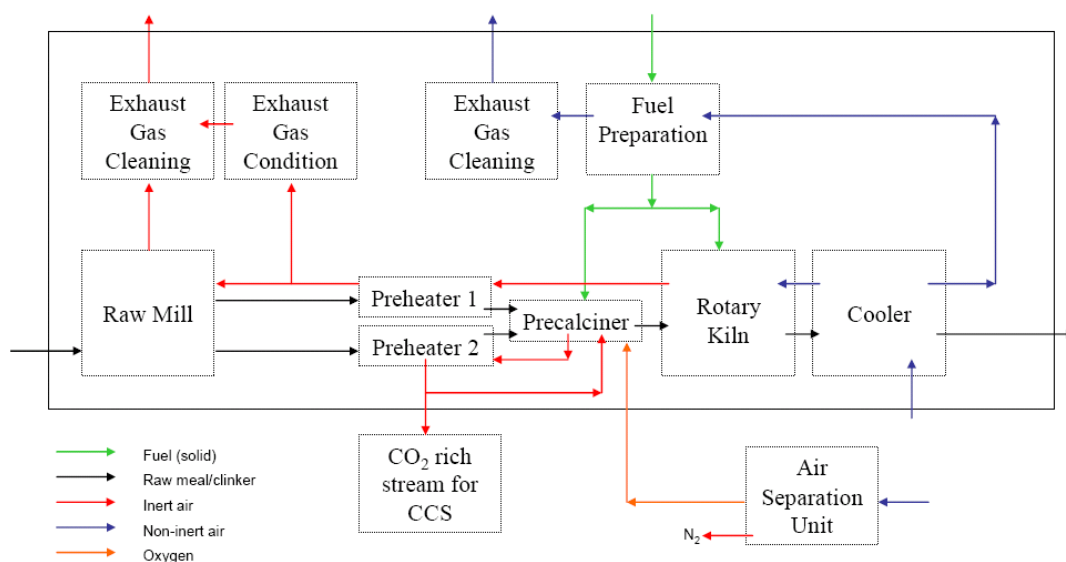 Exhaust
Gas
Cleaning
Exhaust
Gas
Condition
Exhaust
Gas
Cleaning
Fuel
Preparation
Raw Mill
Preheater 1
Preheater 2
Precalciner
Rotary
Kiln
Cooler
CO₂ rich
stream for
CCS
Air
Separation
Unit
N₂
Fuel (solid)
Raw meal/clinker
Inert air
Non-inert air
Oxygen